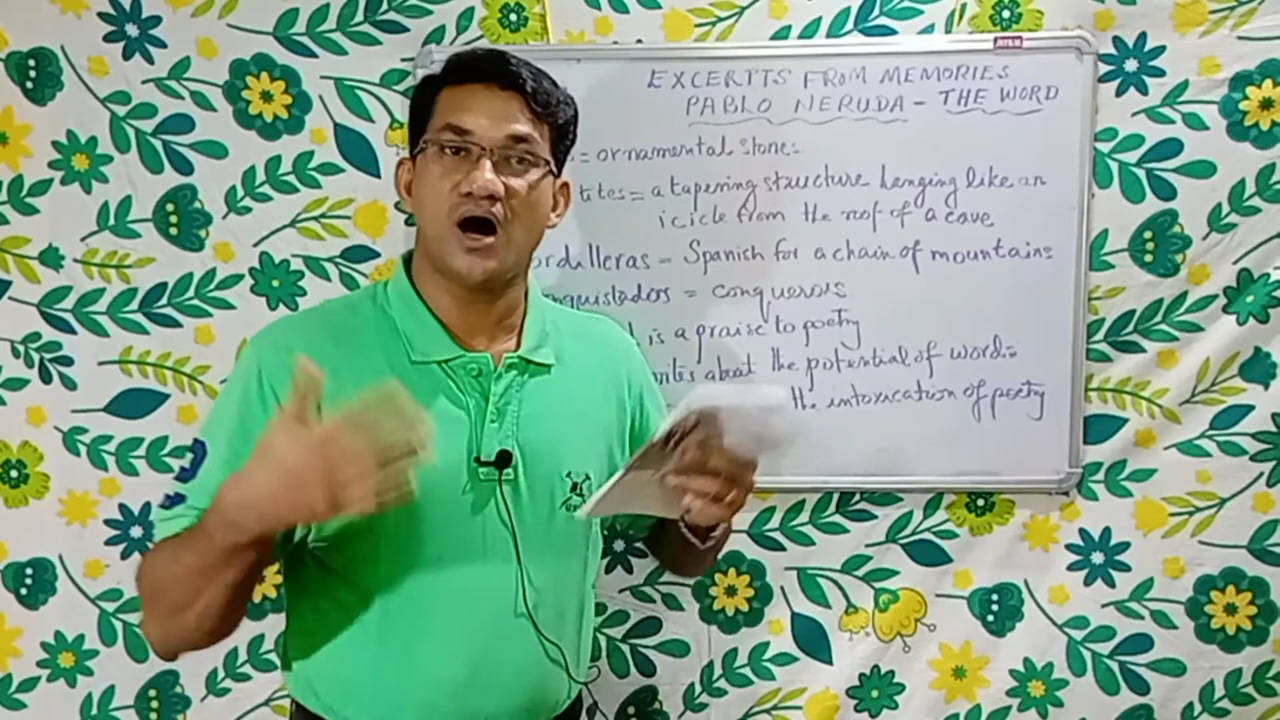 EXCERPTS FROM MEMORIES
PABLO NERUDA - THE WORD
= ornamental stones
tites = a tapering structure hanging like an
icicle from the roof of a cave
ordilleras = Spanish for a chain of mountains
nquistadors = conquerors
is a praise to poetry
rites about the potential of words
the intoxication of poetry